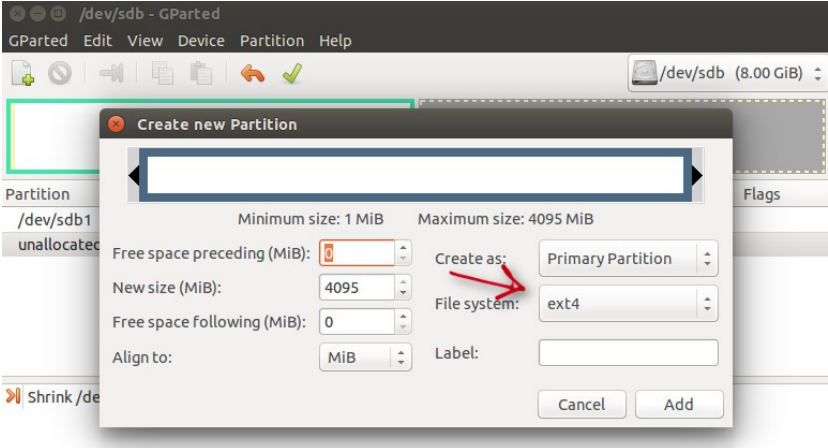 /dev/sdb - GParted
GParted Edit View Device Partition Help
/dev/sdb (8.00 GiB)
Create new Partition
Partition
Flags
/dev/sdb1
Minimum size: 1 MiB Maximum size: 4095 MiB
unallocated
Free space preceding (MiB): 0
Create as: Primary Partition
New size (MiB): 4095
File system: ext4
Free space following (MiB): 0
Align to: MiB
Label:
Shrink /de
Cancel Add